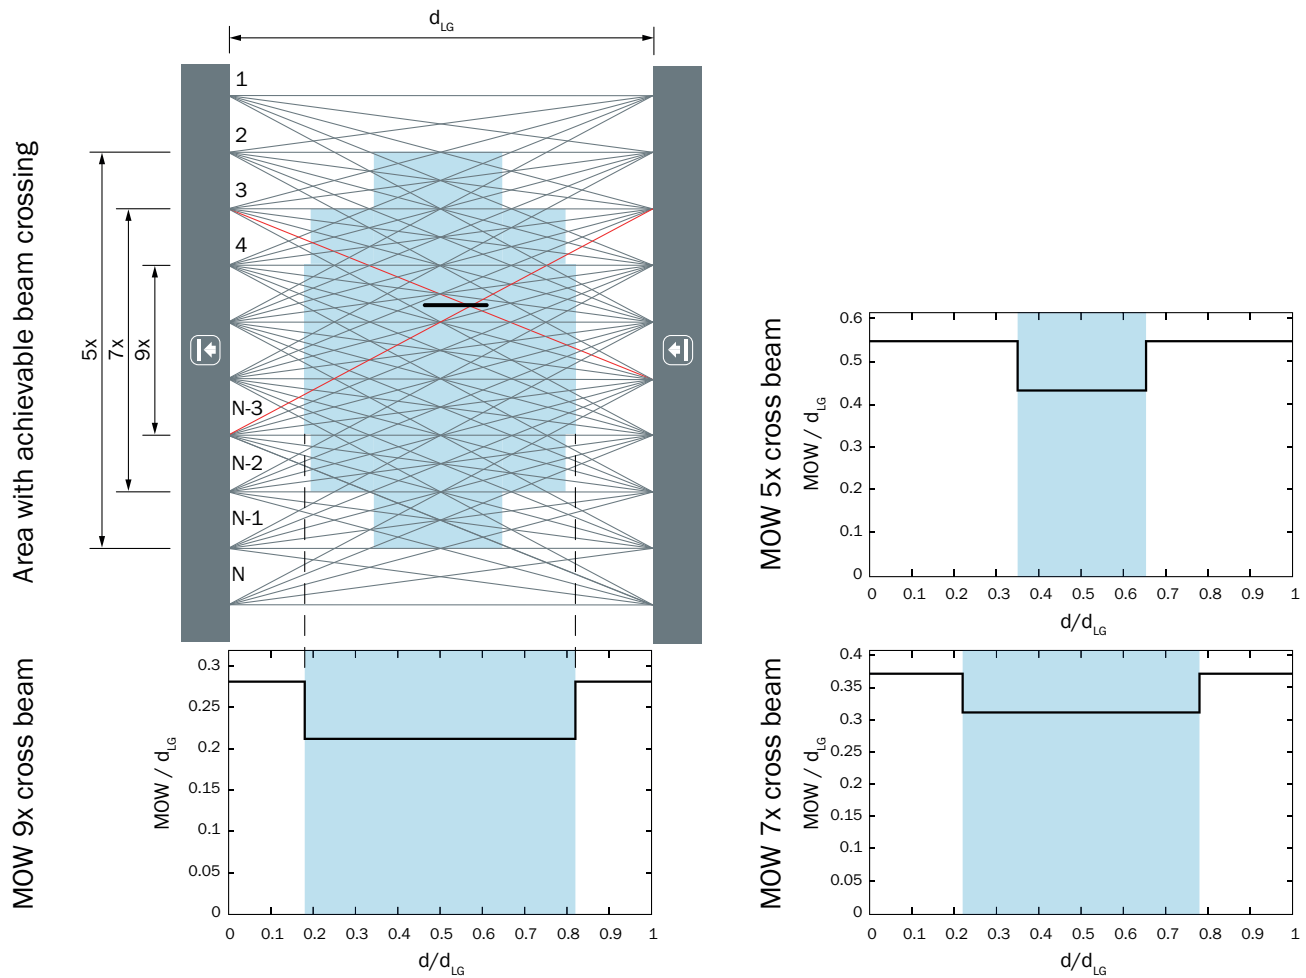 d_LG
Area with achievable beam crossing
5x
7x
9x
1
2
3
4
N-3
N-2
N-1
N
MOW 5x cross beam
MOW / d_LG
0.6
0.5
0.4
0.3
0.2
0.1
0
0 0.1 0.2 0.3 0.4 0.5 0.6 0.7 0.8 0.9 1
d/d_LG
MOW 9x cross beam
MOW / d_LG
0.3
0.25
0.2
0.15
0.1
0.05
0
0 0.1 0.2 0.3 0.4 0.5 0.6 0.7 0.8 0.9 1
d/d_LG
MOW 7x cross beam
MOW / d_LG
0.4
0.35
0.3
0.25
0.2
0.15
0.1
0.05
0
0 0.1 0.2 0.3 0.4 0.5 0.6 0.7 0.8 0.9 1
d/d_LG